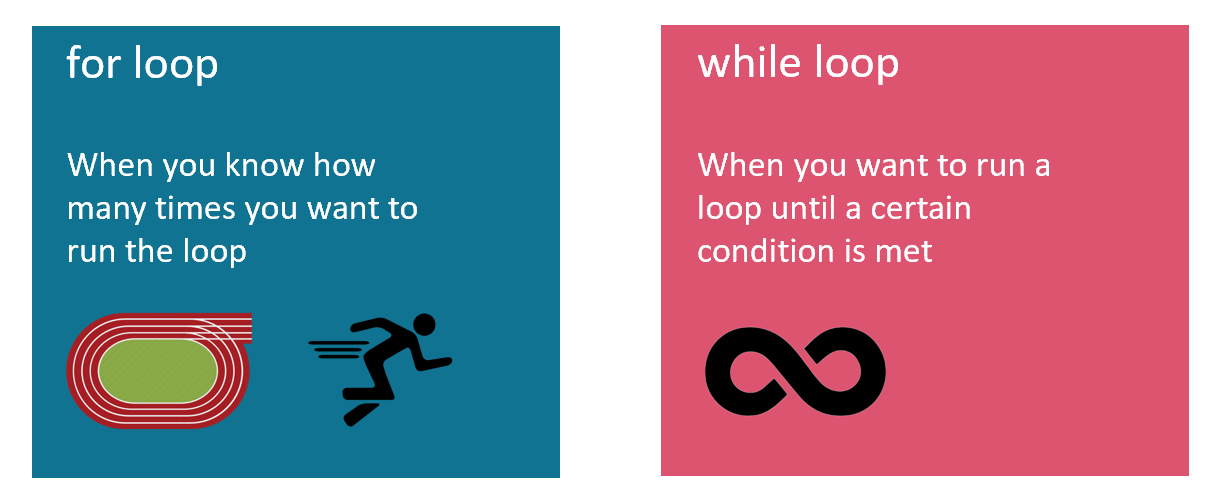 for loop
When you know how
many times you want to
run the loop
while loop
When you want to run a
loop until a certain
condition is met